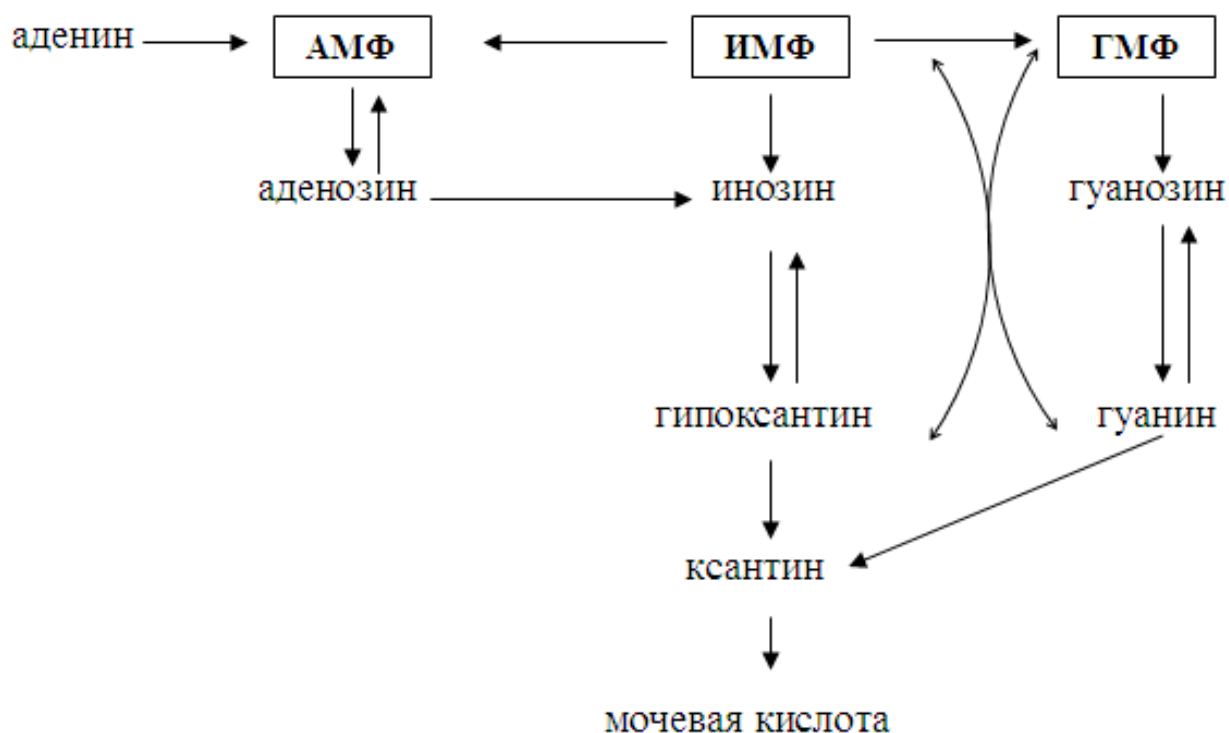 аденин АМФ ИМФ ГМФ
аденозин инозин гуанозин
гипоксантин гуанин
ксантин
мочевая кислота